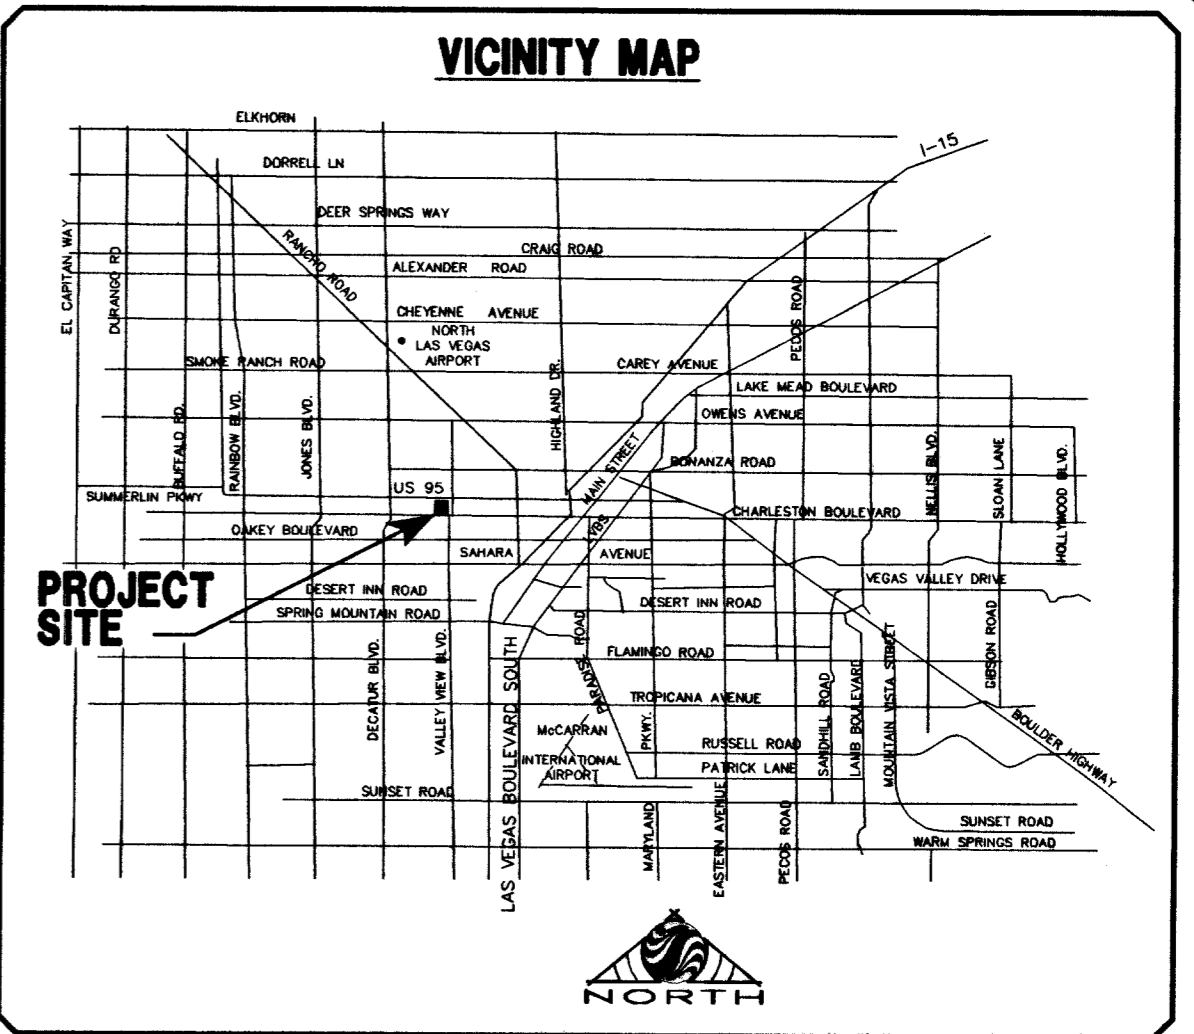 VICINITY MAP
ELKHORN
I-15
DORRELL LN
DEER SPRINGS WAY
RANCHO ROAD
CRAIG ROAD
ALEXANDER ROAD
EL CAPITAN WAY
DURANGO RD
PECOS ROAD
CHEYENNE AVENUE
NORTH
LAS VEGAS
AIRPORT
SMOKE RANCH ROAD
HIGHLAND DR.
CAREY AVENUE
LAKE MEAD BOULEVARD
OWENS AVENUE
BUFFALO RD.
RAINBOW BLVD.
JONES BLVD.
MAIN STREET
BONANZA ROAD
NELLIS BLVD.
SLOAN LANE
HOLLYWOOD BLVD.
SUMMERLIN PKWY
US 95
CHARLESTON BOULEVARD
OAKEY BOULEVARD
LVBS
SAHARA AVENUE
PROJECT
SITE
VEGAS VALLEY DRIVE
DESERT INN ROAD
DESERT INN ROAD
SPRING MOUNTAIN ROAD
DECATUR BLVD.
VALLEY VIEW BLVD.
LAS VEGAS BOULEVARD SOUTH
PARADISE ROAD
FLAMINGO ROAD
GIBSON ROAD
TROPICANA AVENUE
SANDHILL ROAD
LAMB BOULEVARD
MOUNTAIN VISTA STREET
BOULDER HIGHWAY
McCARRAN
INTERNATIONAL
AIRPORT
MARYLAND PKWY.
RUSSELL ROAD
PATRICK LANE
SUNSET ROAD
EASTERN AVENUE
PECOS ROAD
SUNSET ROAD
WARM SPRINGS ROAD
NORTH